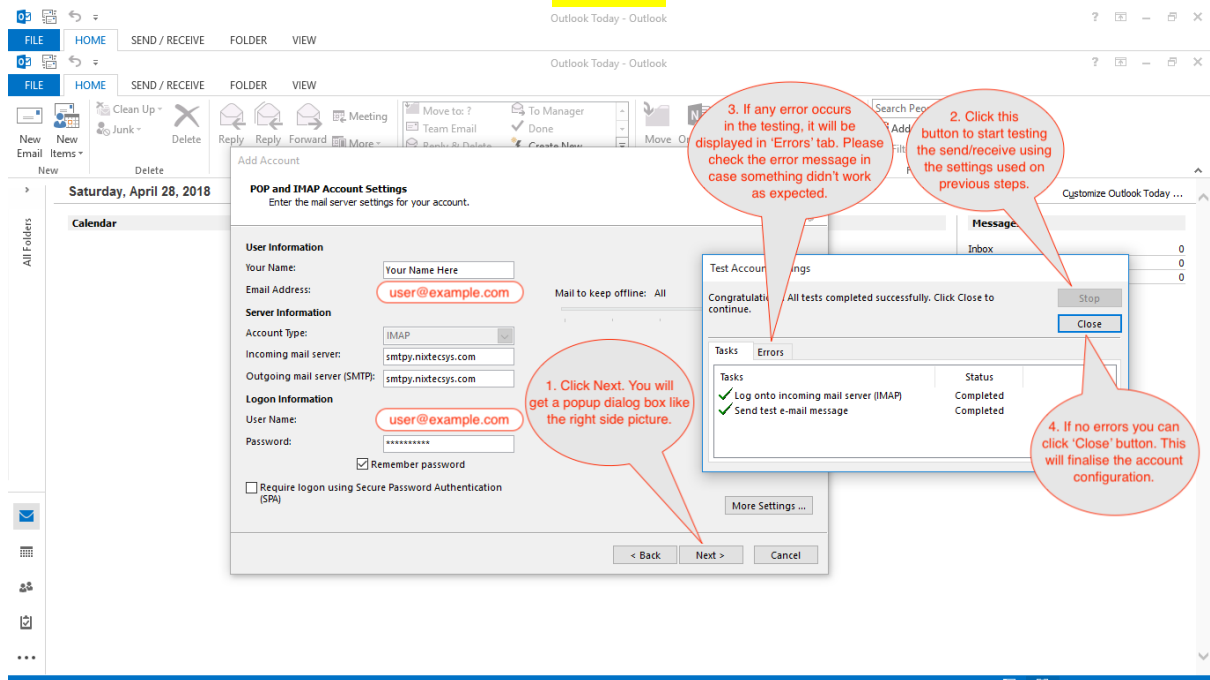 Outlook Today - Outlook
FILE HOME SEND / RECEIVE FOLDER VIEW
Outlook Today - Outlook
FILE HOME SEND / RECEIVE FOLDER VIEW
New Email
New Items
New
Clean Up
Junk
Delete
Delete
Reply Reply Forward
Meeting
More
Move to: ?
Team Email
Reply & Delete
To Manager
Done
Create New
Move
Search Peo
Add
Filt
Saturday, April 28, 2018
Customize Outlook Today ...
All Folders
Calendar
Messages
Inbox 0
0
0
Add Account
POP and IMAP Account Settings
Enter the mail server settings for your account.
User Information
Your Name: Your Name Here
Email Address: user@example.com
Mail to keep offline: All
Server Information
Account Type: IMAP
Incoming mail server: smtpy.nixtecsys.com
Outgoing mail server (SMTP): smtpy.nixtecsys.com
Logon Information
User Name: user@example.com
Password: **********
Remember password
Require logon using Secure Password Authentication
(SPA)
More Settings ...
< Back Next > Cancel
1. Click Next. You will
get a popup dialog box like
the right side picture.
2. Click this
button to start testing
the send/receive using
the settings used on
previous steps.
3. If any error occurs
in the testing, it will be
displayed in 'Errors' tab. Please
check the error message in
case something didn't work
as expected.
Test Accoun ings
Congratulati All tests completed successfully. Click Close to
continue.
Stop
Close
Tasks Errors
Tasks Status
Log onto incoming mail server (IMAP) Completed
Send test e-mail message Completed
4. If no errors you can
click 'Close' button. This
will finalise the account
configuration.